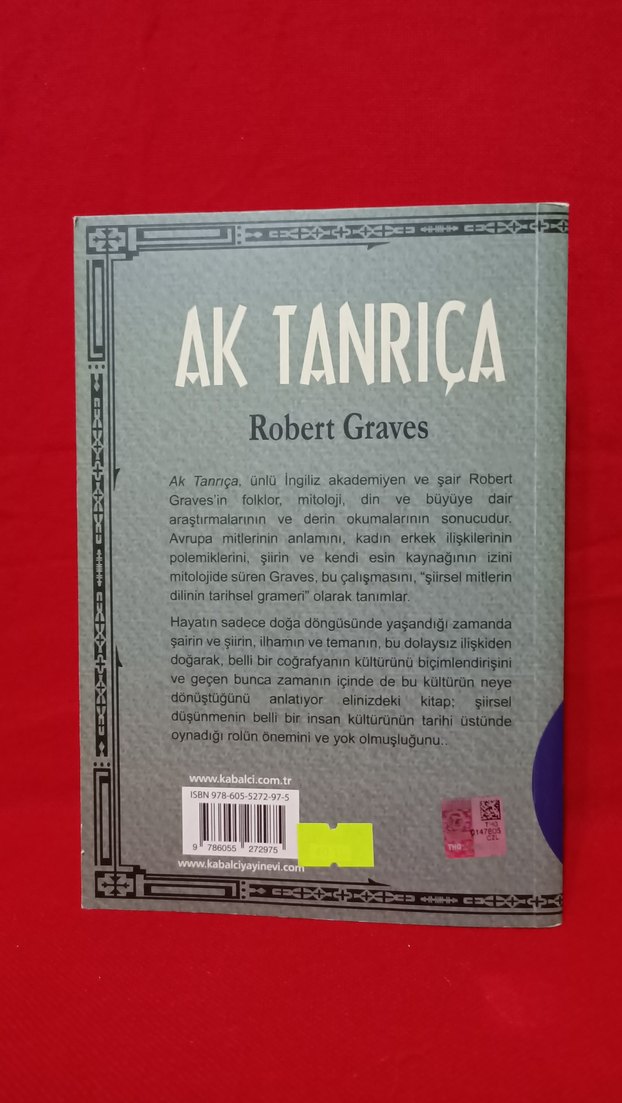 AK TANRIÇA
Robert Graves
Ak Tanrıça, ünlü İngiliz akademiyen ve şair Robert
Graves'in folklor, mitoloji, din ve büyüye dair
araştırmalarının ve derin okumalarının sonucudur.
Avrupa mitlerinin anlamını, kadın erkek ilişkilerinin
polemiklerini, şiirin ve kendi esin kaynağının izini
mitolojide süren Graves, bu çalışmasını, "şiirsel mitlerin
dilinin tarihsel grameri" olarak tanımlar.
Hayatın sadece doğa döngüsünde yaşandığı zamanda
şairin ve şiirin, ilhamın ve temanın, bu dolaysız ilişkiden
doğarak, belli bir coğrafyanın kültürünü biçimlendirişini
ve geçen bunca zamanın içinde de bu kültürün neye
dönüştüğünü anlatıyor elinizdeki kitap; şiirsel
düşünmenin belli bir insan kültürünün tarihi üstünde
oynadığı rolün önemini ve yok olmuşluğunu..
www.kabalci.com.tr
ISBN 978-605-5272-97-5
9 786055 272975
www.kabalciyayinevi.com
CZL